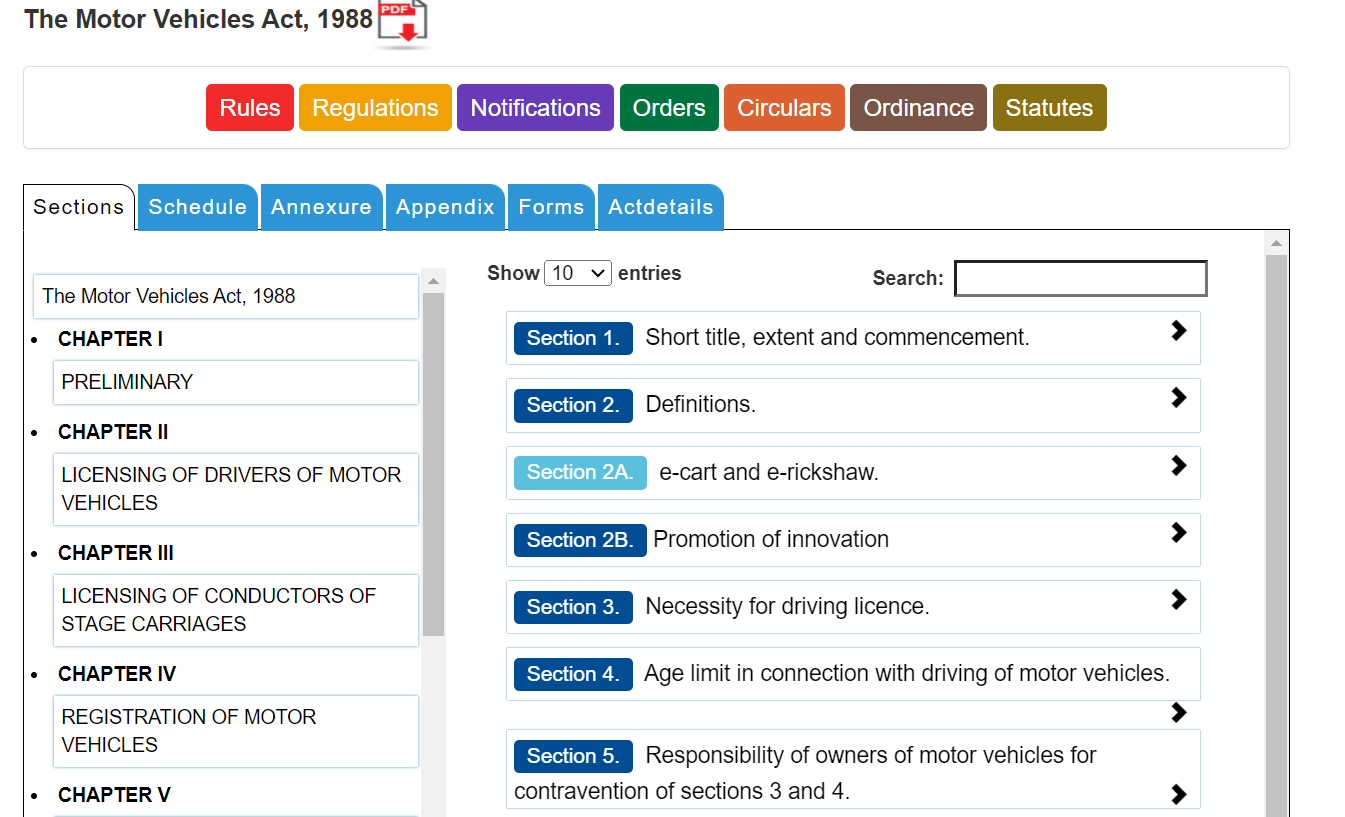 The Motor Vehicles Act, 1988
PDF
Rules
Regulations
Notifications
Orders
Circulars
Ordinance
Statutes
Sections
Schedule
Annexure
Appendix
Forms
Actdetails
The Motor Vehicles Act, 1988
CHAPTER I
PRELIMINARY
CHAPTER II
LICENSING OF DRIVERS OF MOTOR
VEHICLES
CHAPTER III
LICENSING OF CONDUCTORS OF
STAGE CARRIAGES
CHAPTER IV
REGISTRATION OF MOTOR
VEHICLES
CHAPTER V
Show 10 entries
Search:
Section 1. Short title, extent and commencement.
Section 2. Definitions.
Section 2A. e-cart and e-rickshaw.
Section 2B. Promotion of innovation
Section 3. Necessity for driving licence.
Section 4. Age limit in connection with driving of motor vehicles.
Section 5. Responsibility of owners of motor vehicles for
contravention of sections 3 and 4.